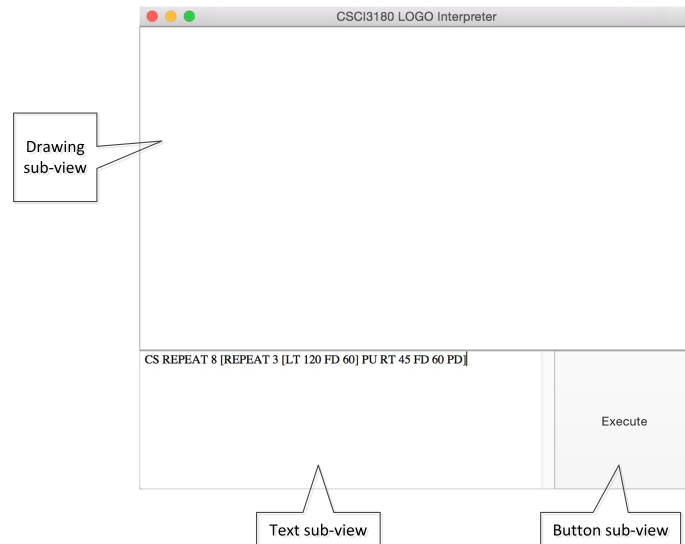 CSCI3180 LOGO Interpreter
Drawing
sub-view
CS REPEAT 8 [REPEAT 3 [LT 120 FD 60] PU RT 45 FD 60 PD]
Execute
Text sub-view
Button sub-view